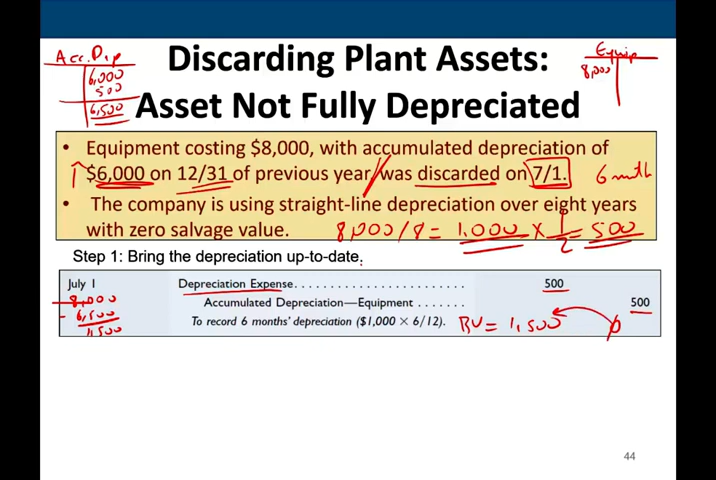 Acc. Dep
6,000
500
6,500
Discarding Plant Assets:
Asset Not Fully Depreciated
Equip
8,000
• Equipment costing $8,000, with accumulated depreciation of
$6,000 on 12/31 of previous year was discarded on 7/1.
6 month
• The company is using straight-line depreciation over eight years
with zero salvage value.
8,000/8 = 1,000 × 1/2 = 500
Step 1: Bring the depreciation up-to-date.
July 1 Depreciation Expense. . . . . . . . . . . . . . . . . . . . . . . . 500
Accumulated Depreciation—Equipment . . . . . . . 500
To record 6 months' depreciation ($1,000 × 6/12).
8,000
- 6,500
1,500
BV = 1,500
44